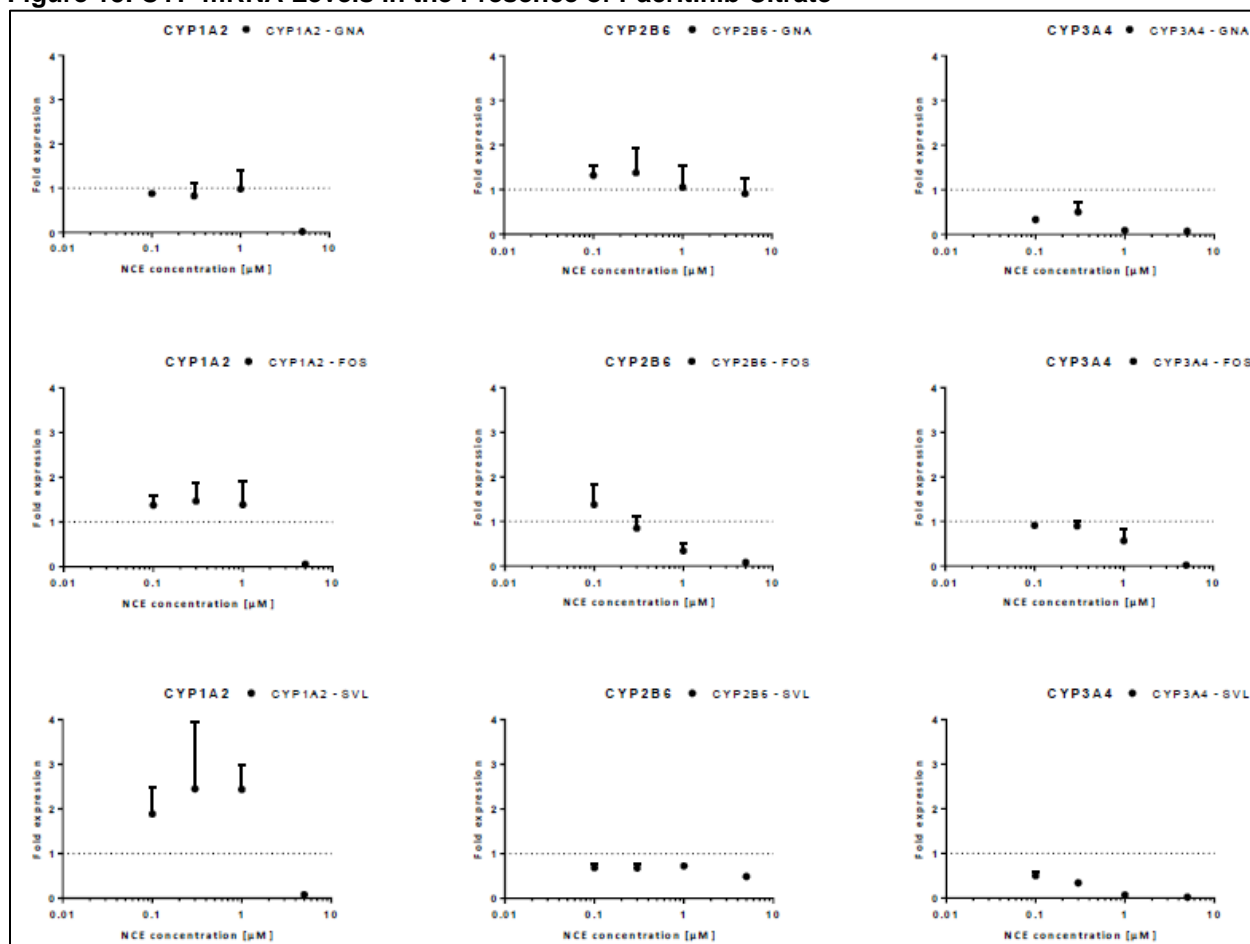 Figure 15. CYP mRNA Levels in the Presence of Pacritinib Citrate
CYP1A2 ● CYP1A2 - GNA
Fold expression
4
3
2
1
0
0.01 0.1 1 10
NCE concentration [µM]
CYP2B6 ● CYP2B6 - GNA
Fold expression
4
3
2
1
0
0.01 0.1 1 10
NCE concentration [µM]
CYP3A4 ● CYP3A4 - GNA
Fold expression
4
3
2
1
0
0.01 0.1 1 10
NCE concentration [µM]
CYP1A2 ● CYP1A2 - FOS
Fold expression
4
3
2
1
0
0.01 0.1 1 10
NCE concentration [µM]
CYP2B6 ● CYP2B6 - FOS
Fold expression
4
3
2
1
0
0.01 0.1 1 10
NCE concentration [µM]
CYP3A4 ● CYP3A4 - FOS
Fold expression
4
3
2
1
0
0.01 0.1 1 10
NCE concentration [µM]
CYP1A2 ● CYP1A2 - SVL
Fold expression
4
3
2
1
0
0.01 0.1 1 10
NCE concentration [µM]
CYP2B6 ● CYP2B6 - SVL
Fold expression
4
3
2
1
0
0.01 0.1 1 10
NCE concentration [µM]
CYP3A4 ● CYP3A4 - SVL
Fold expression
4
3
2
1
0
0.01 0.1 1 10
NCE concentration [µM]